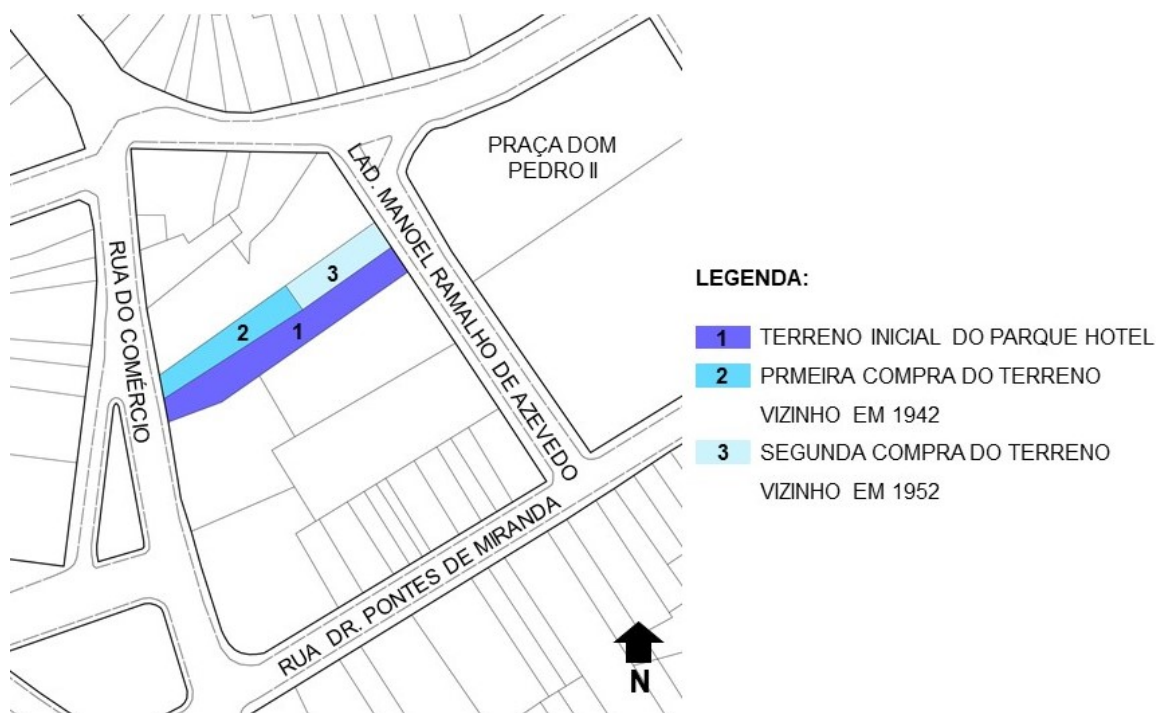 PRAÇA DOM
PEDRO II
LAD. MANOEL RAMALHO DE AZEVEDO
RUA DO COMÉRCIO
3
2
1
RUA DR. PONTES DE MIRANDA
N
LEGENDA:
1 TERRENO INICIAL DO PARQUE HOTEL
2 PRMEIRA COMPRA DO TERRENO
VIZINHO EM 1942
3 SEGUNDA COMPRA DO TERRENO
VIZINHO EM 1952